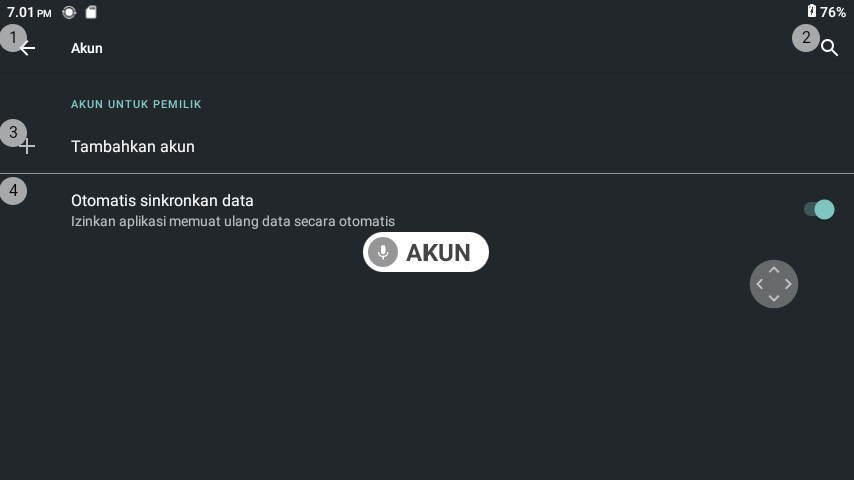 7.01 PM
76%
1
Akun
2
AKUN UNTUK PEMILIK
3
Tambahkan akun
4
Otomatis sinkronkan data
Izinkan aplikasi memuat ulang data secara otomatis
AKUN